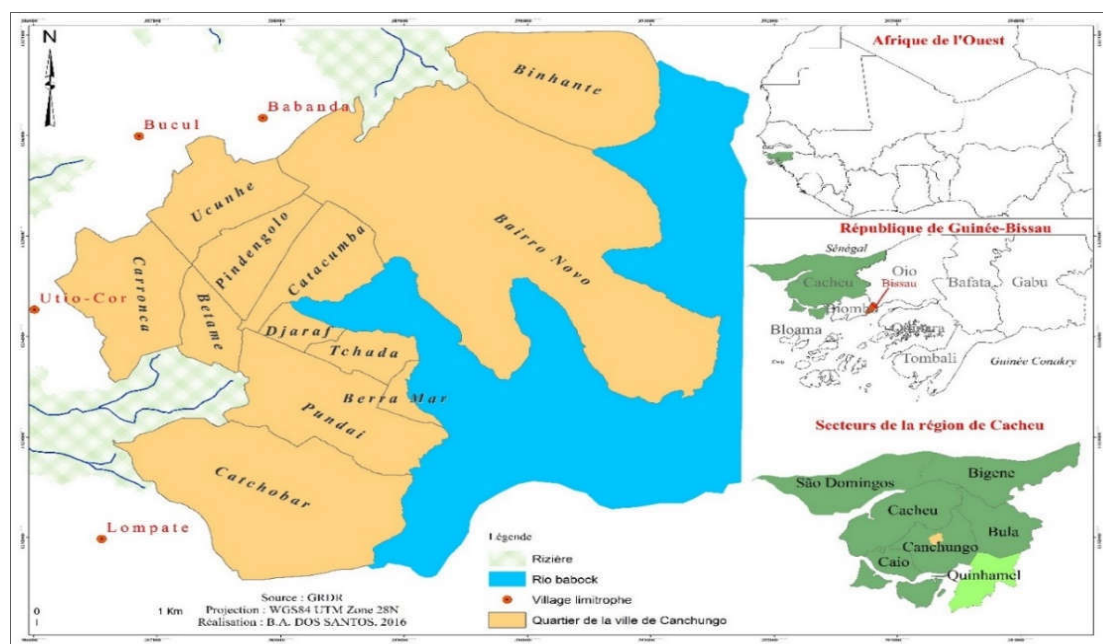 N
Binhante
Babanda
Bucul
Ucunhe
Pindengolo
Catacumba
Bairro Novo
Carronca
Utio-Cor
Betame
Djaraf
Tchada
Berra Mar
Pundai
Catchobar
Lompate
Légende
Rizière
Rio babock
Village limitrophe
Quartier de la ville de Canchungo
0 1 Km
Source : GRDR
Projection : WGS84 UTM Zone 28N
Réalisation : B.A. DOS SANTOS, 2016
Afrique de l'Ouest
République de Guinée-Bissau
Sénégal
Oio
Cacheu
Bissau
Bafata
Gabu
Biombo
Bloama
Tombali
Guinée Conakry
Secteurs de la région de Cacheu
Bigene
São Domingos
Cacheu
Bula
Canchungo
Caio
Quinhamel